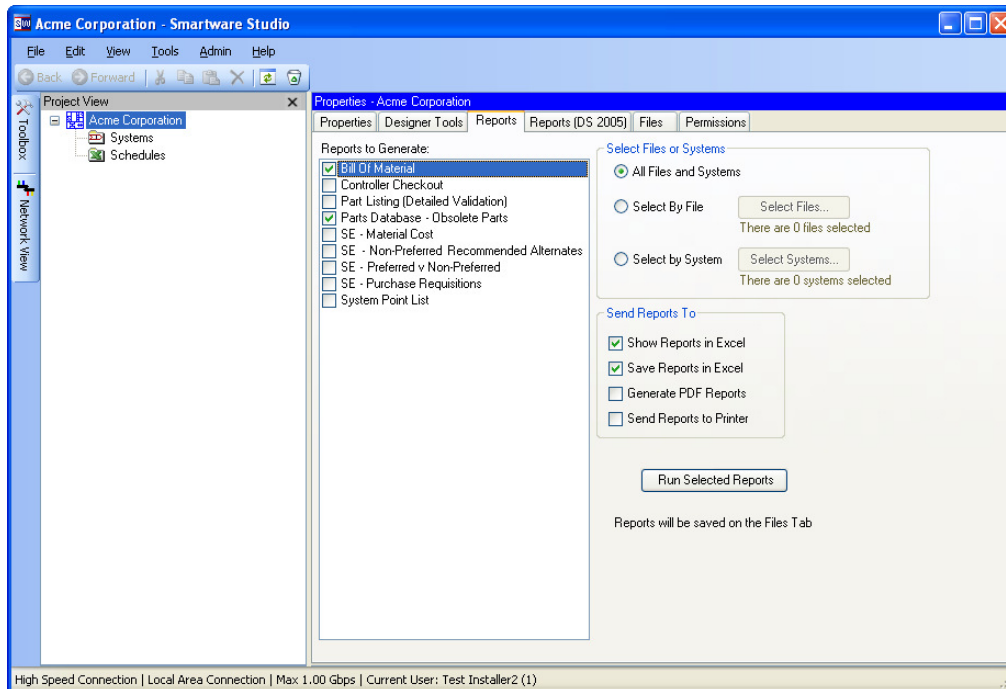 SW Acme Corporation - Smartware Studio
File Edit View Tools Admin Help
Back Forward
Toolbox
Network View
Project View X
Acme Corporation
Systems
Schedules
Properties - Acme Corporation
Properties Designer Tools Reports Reports (DS 2005) Files Permissions
Reports to Generate:
Bill Of Material
Controller Checkout
Part Listing (Detailed Validation)
Parts Database - Obsolete Parts
SE - Material Cost
SE - Non-Preferred Recommended Alternates
SE - Preferred v Non-Preferred
SE - Purchase Requisitions
System Point List
Select Files or Systems
All Files and Systems
Select By File Select Files...
There are 0 files selected
Select by System Select Systems...
There are 0 systems selected
Send Reports To
Show Reports in Excel
Save Reports in Excel
Generate PDF Reports
Send Reports to Printer
Run Selected Reports
Reports will be saved on the Files Tab
High Speed Connection | Local Area Connection | Max 1.00 Gbps | Current User: Test Installer2 (1)